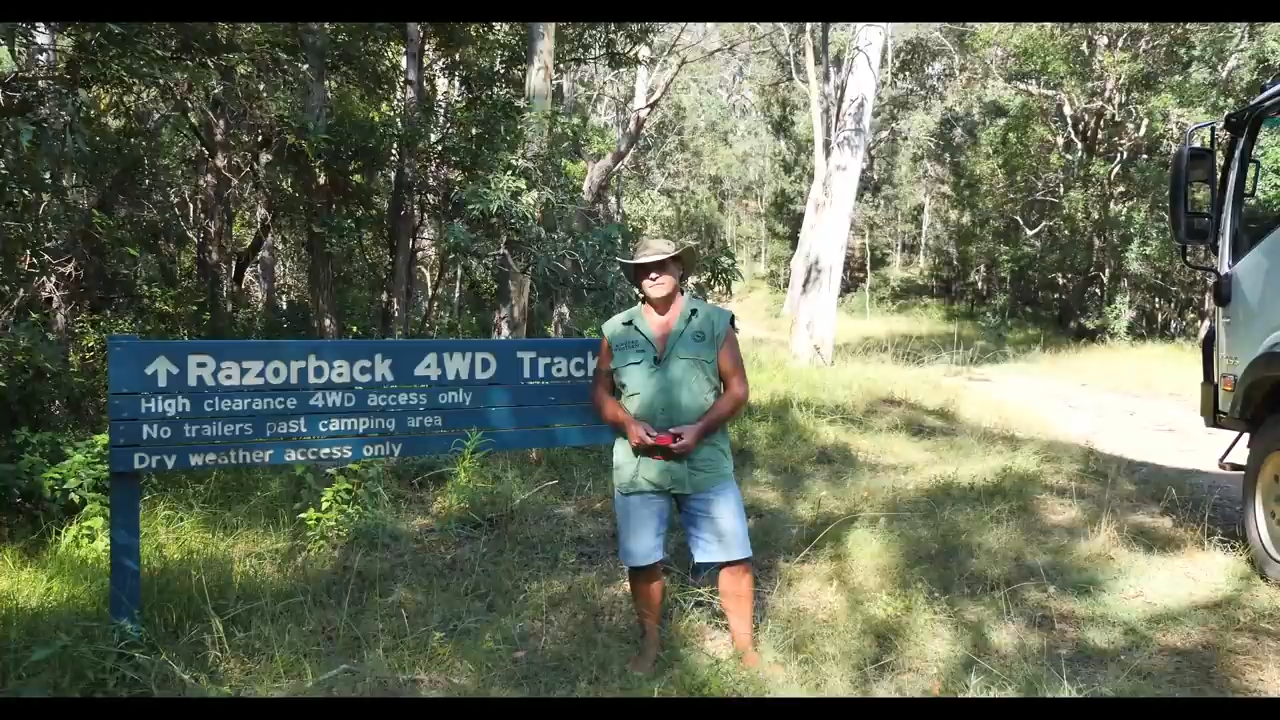 ↑ Razorback 4WD Track
High clearance 4WD access only
No trailers past camping area
Dry weather access only